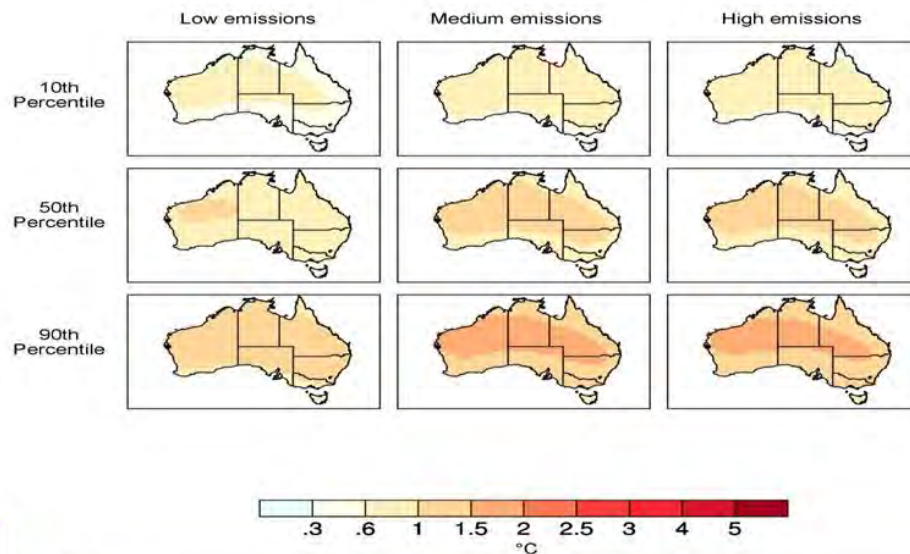 Low emissions Medium emissions High emissions
10th
Percentile
50th
Percentile
90th
Percentile
.3 .6 1 1.5 2 2.5 3 4 5
°C